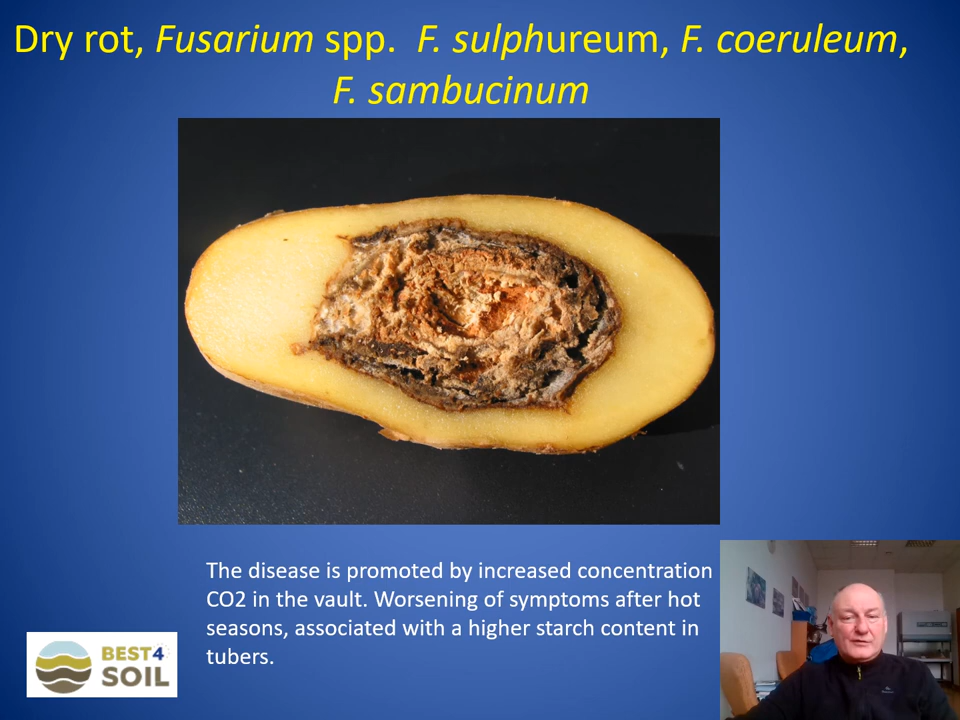 Dry rot, Fusarium spp. F. sulphureum, F. coeruleum,
F. sambucinum
The disease is promoted by increased concentration
CO2 in the vault. Worsening of symptoms after hot
seasons, associated with a higher starch content in
tubers.
BEST4
SOIL